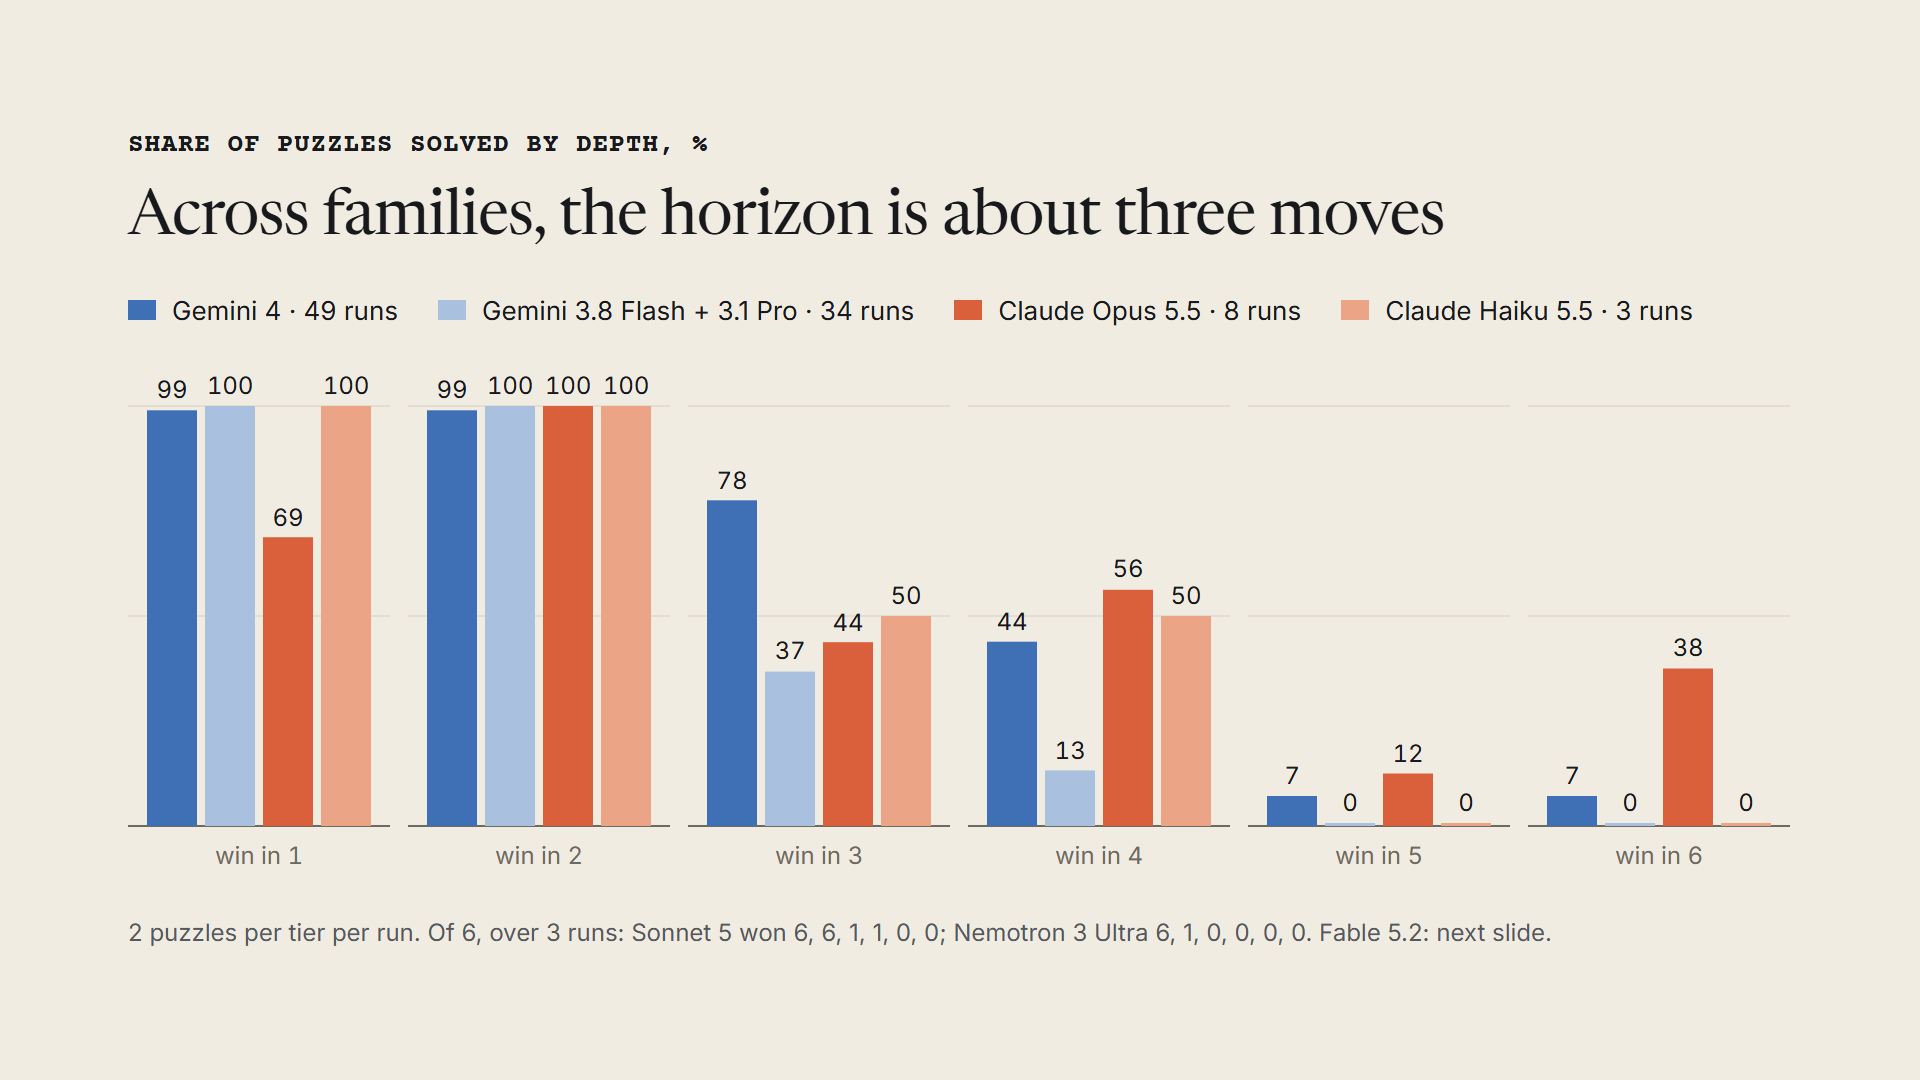 SHARE OF PUZZLES SOLVED BY DEPTH, %
Across families, the horizon is about three moves
Gemini 4 · 49 runs
Gemini 3.8 Flash + 3.1 Pro · 34 runs
Claude Opus 5.5 · 8 runs
Claude Haiku 5.5 · 3 runs
99 100 69 100
99 100 100 100
78 37 44 50
44 13 56 50
7 0 12 0
7 0 38 0
win in 1
win in 2
win in 3
win in 4
win in 5
win in 6
2 puzzles per tier per run. Of 6, over 3 runs: Sonnet 5 won 6, 6, 1, 1, 0, 0; Nemotron 3 Ultra 6, 1, 0, 0, 0, 0. Fable 5.2: next slide.